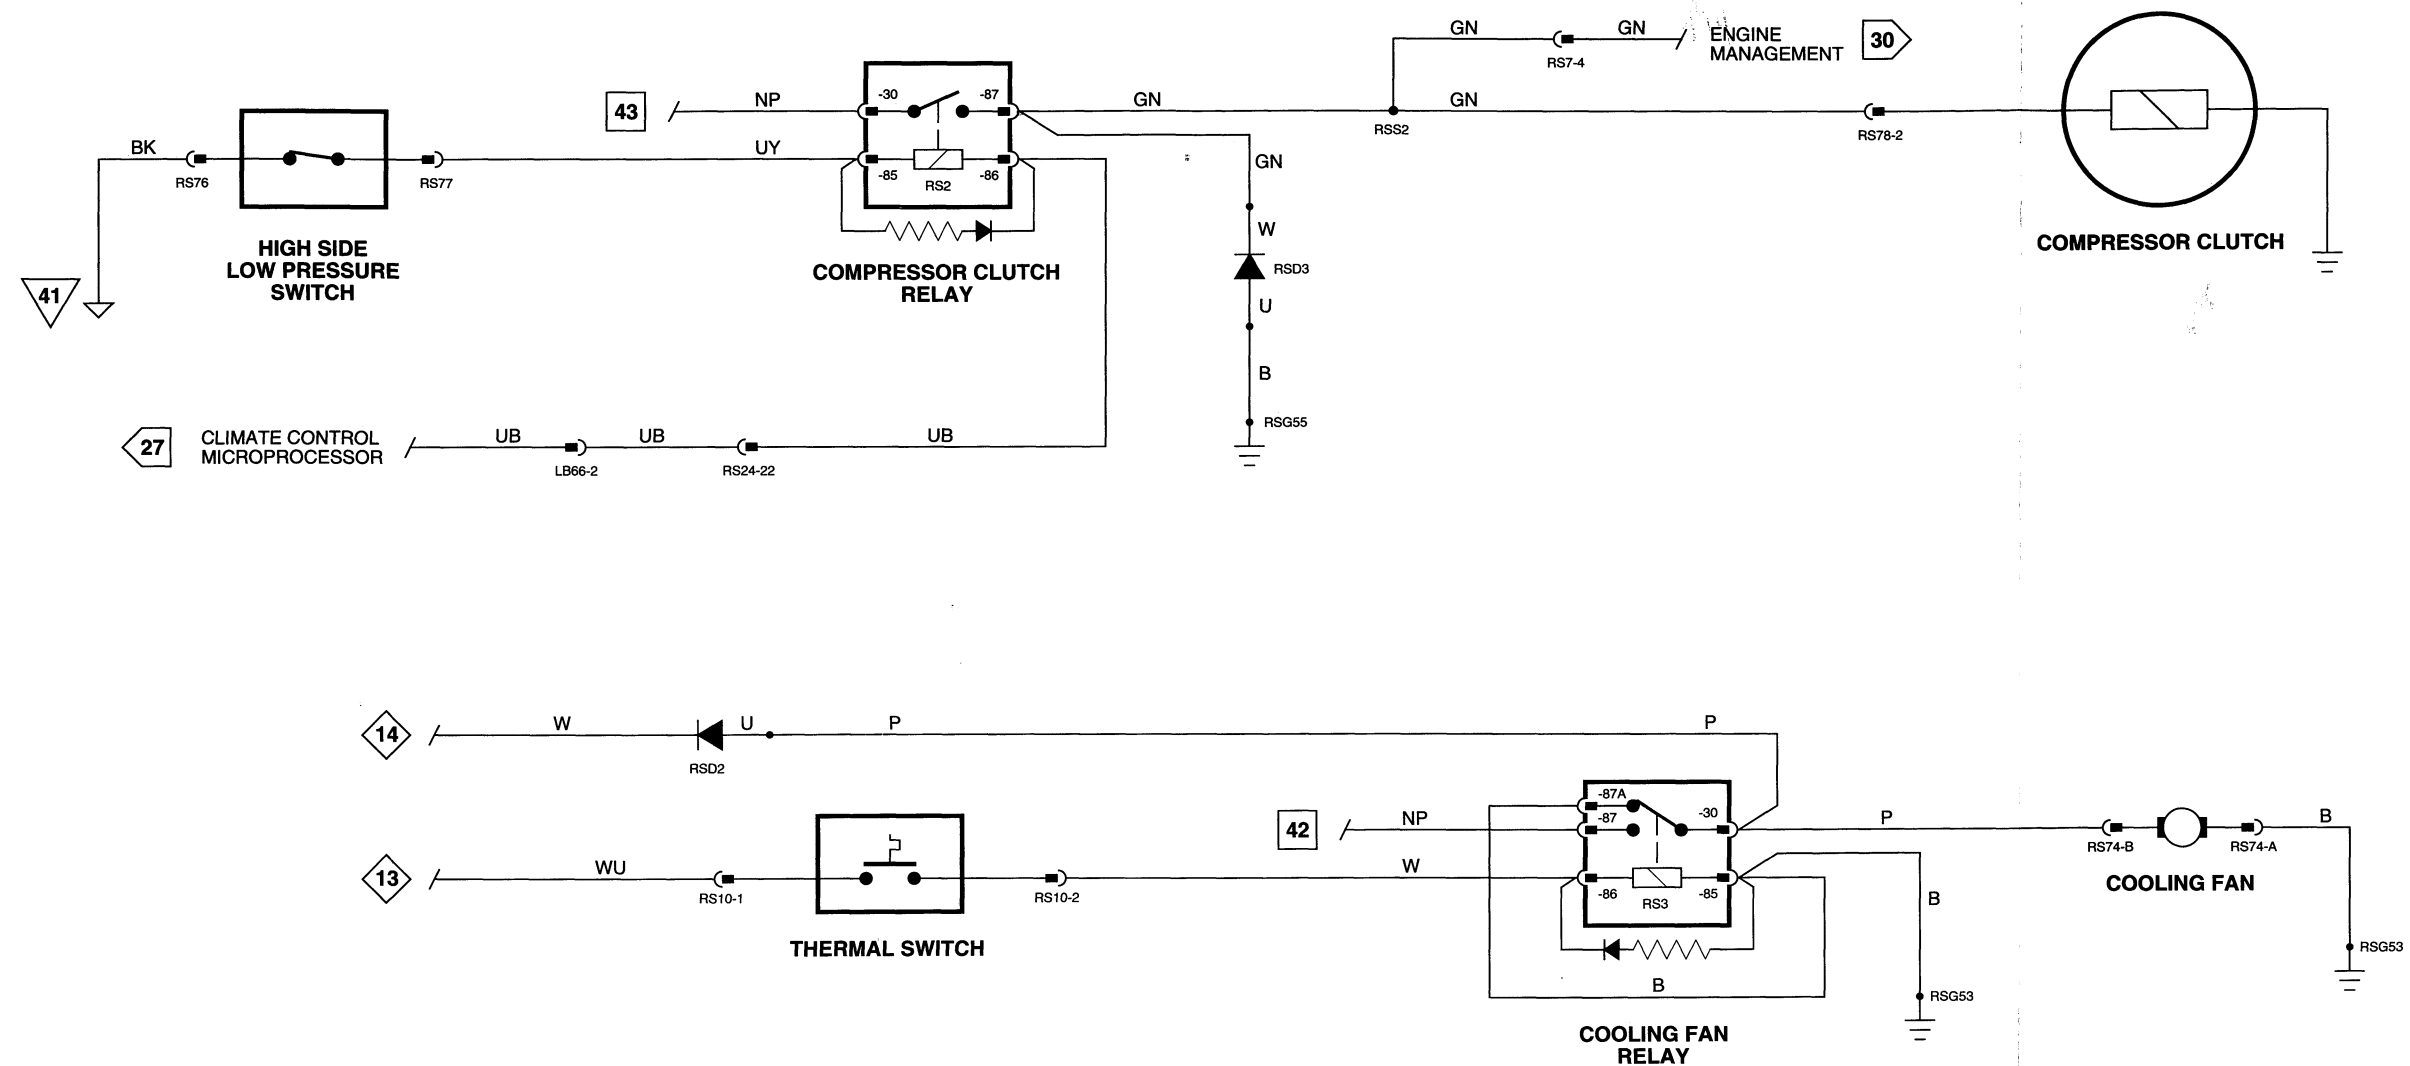 GN
GN
ENGINE
MANAGEMENT
30
RS7-4
43
NP
-30
-87
GN
GN
RSS2
RS78-2
BK
RS76
RS77
UY
-85
RS2
-86
GN
W
RSD3
U
B
RSG55
HIGH SIDE
LOW PRESSURE
SWITCH
41
COMPRESSOR CLUTCH
RELAY
COMPRESSOR CLUTCH
27
CLIMATE CONTROL
MICROPROCESSOR
UB
UB
UB
LB66-2
RS24-22
14
W
U
P
P
RSD2
42
NP
-87A
-87
-30
P
RS74-B
RS74-A
B
COOLING FAN
13
WU
RS10-1
RS10-2
W
-86
RS3
-85
B
THERMAL SWITCH
B
RSG53
RSG53
COOLING FAN
RELAY